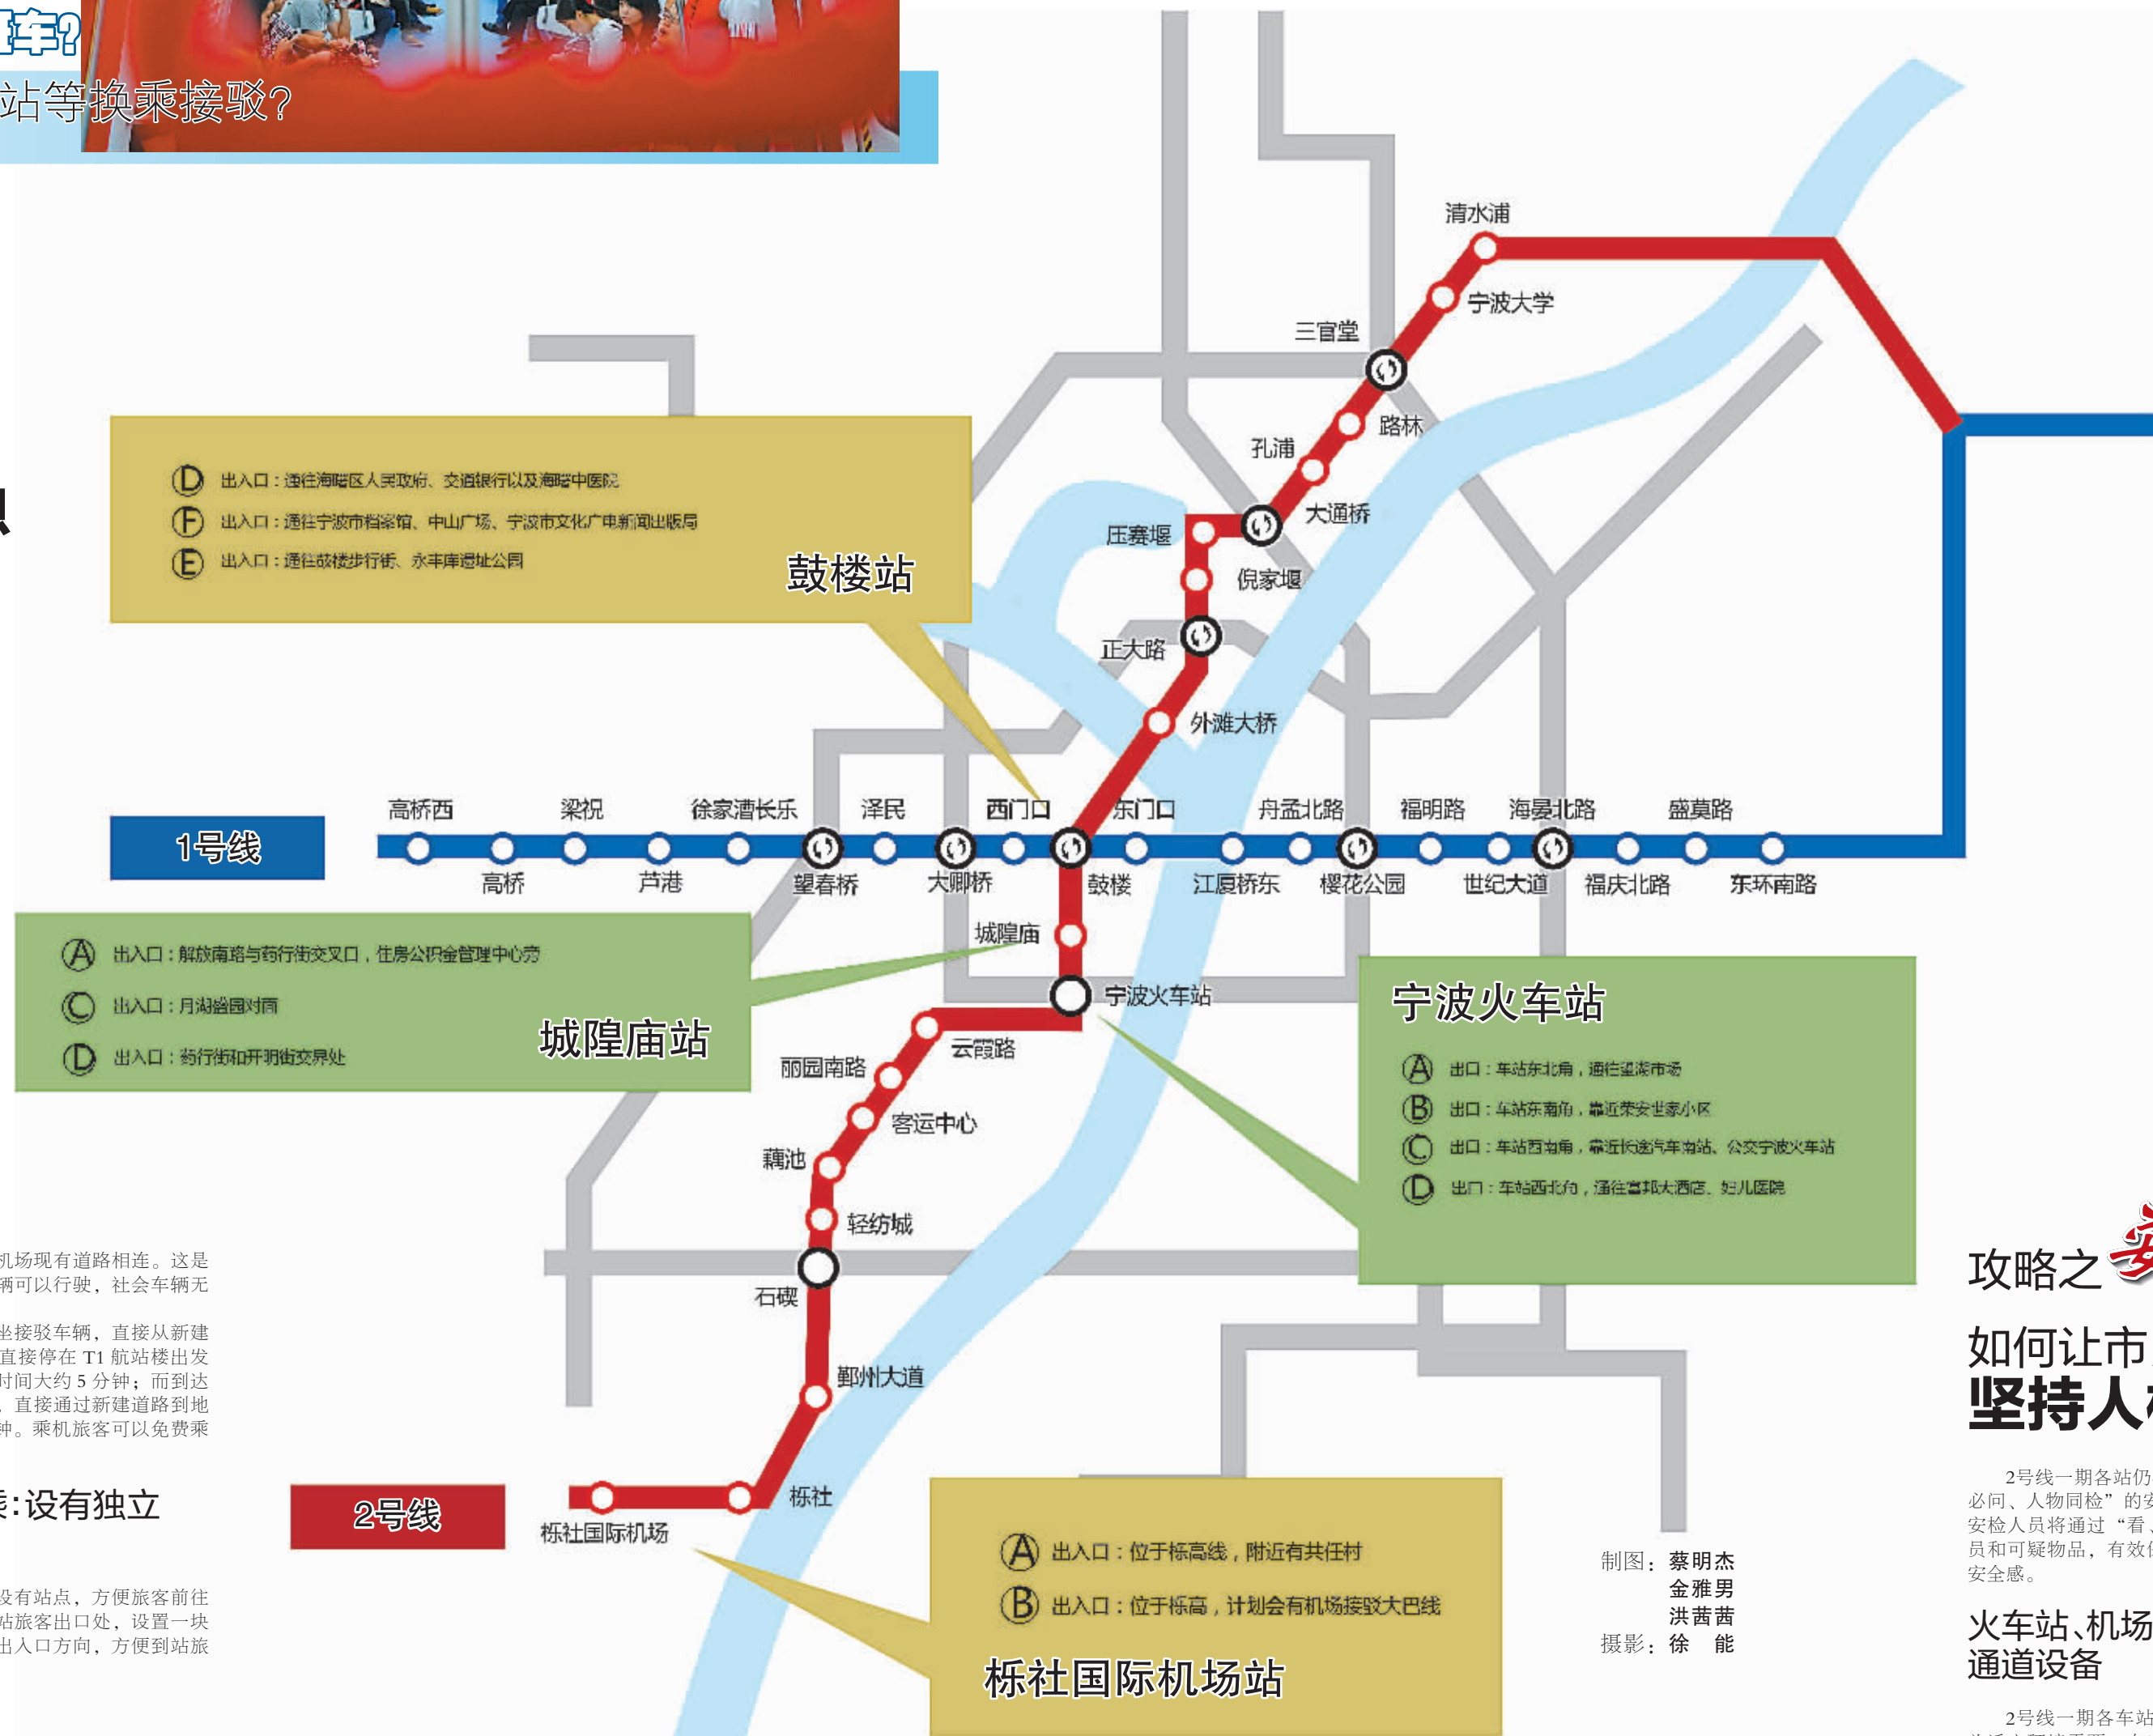 班车?
站等换乘接驳?
清水浦
宁波大学
三官堂
路林
孔浦
大通桥
压赛堰
倪家堰
正大路
外滩大桥
D 出入口：通往海曙区人民政府、交通银行以及海曙中医院
F 出入口：通往宁波市档案馆、中山广场、宁波市文化广电新闻出版局
E 出入口：通往鼓楼步行街、永丰库遗址公园
鼓楼站
1号线
高桥西 梁祝 徐家漕长乐 泽民 西门口 东门口 舟孟北路 福明路 海晏北路 盛莫路
高桥 芦港 望春桥 大卿桥 鼓楼 江厦桥东 樱花公园 世纪大道 福庆北路 东环南路
A 出入口：解放南路与药行街交叉口，住房公积金管理中心旁
C 出入口：月湖盛园对面
D 出入口：药行街和开明街交界处
城隍庙站
城隍庙
宁波火车站
云霞路
丽园南路
客运中心
藕池
轻纺城
石碶
鄞州大道
栎社
栎社国际机场
2号线
宁波火车站
A 出口：车站东北角，通往望湖市场
B 出口：车站东南角，靠近荣安世家小区
C 出口：车站西南角，靠近长途汽车南站、公交宁波火车站
D 出口：车站西北角，通往富邦大酒店、妇儿医院
A 出入口：位于栎高线，附近有共任村
B 出入口：位于栎高，计划会有机场接驳大巴线
栎社国际机场站
制图：蔡明杰
金雅男
洪茜茜
摄影：徐 能
机场现有道路相连。这是
辆可以行驶，社会车辆无
坐接驳车辆，直接从新建
直接停在 T1 航站楼出发
时间大约 5 分钟；而到达
，直接通过新建道路到地
钟。乘机旅客可以免费乘
:设有独立
设有站点，方便旅客前往
站旅客出口处，设置一块
出入口方向，方便到站旅
攻略之
如何让市
坚持人
2号线一期各站仍
必问、人物同检”的安
安检人员将通过“看、
员和可疑物品，有效
安全感。
火车站、机场
通道设备
2号线一期各车站